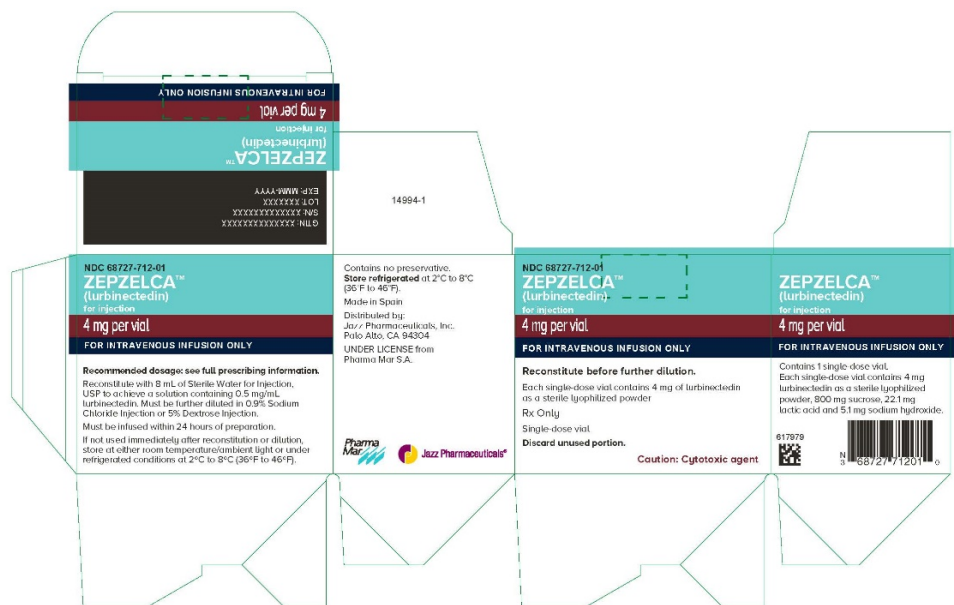 FOR INTRAVENOUS INFUSION ONLY
4 mg per vial
for injection
(lurbinectedin)
ZEPZELCA™
EXP: MMM-YYYY
LOT: XXXXXXX
S/N: XXXXXXXXXXXXXX
GTIN: XXXXXXXXXXXXXX
14994-1
NDC 68727-712-01
ZEPZELCA™
(lurbinectedin)
for injection
4 mg per vial
FOR INTRAVENOUS INFUSION ONLY
Recommended dosage: see full prescribing information.
Reconstitute with 8 mL of Sterile Water for Injection,
USP to achieve a solution containing 0.5 mg/mL
lurbinectedin. Must be further diluted in 0.9% Sodium
Chloride Injection or 5% Dextrose Injection.
Must be infused within 24 hours of preparation.
If not used immediately after reconstitution or dilution,
store at either room temperature/ambient light or under
refrigerated conditions at 2°C to 8°C (36°F to 46°F).
Contains no preservative.
Store refrigerated at 2°C to 8°C
(36°F to 46°F).
Made in Spain
Distributed by:
Jazz Pharmaceuticals, Inc.
Palo Alto, CA 94304
UNDER LICENSE from
Pharma Mar S.A.
Pharma
Mar
Jazz Pharmaceuticals®
NDC 68727-712-01
ZEPZELCA™
(lurbinectedin)
for injection
4 mg per vial
FOR INTRAVENOUS INFUSION ONLY
Reconstitute before further dilution.
Each single-dose vial contains 4 mg of lurbinectedin
as a sterile lyophilized powder
Rx Only
Single-dose vial
Discard unused portion.
Caution: Cytotoxic agent
ZEPZELCA™
(lurbinectedin)
for injection
4 mg per vial
FOR INTRAVENOUS INFUSION ONLY
Contains 1 single-dose vial.
Each single-dose vial contains 4 mg
lurbinectedin as a sterile lyophilized
powder, 800 mg sucrose, 22.1 mg
lactic acid and 5.1 mg sodium hydroxide.
617979
N
3 68727 71201 0